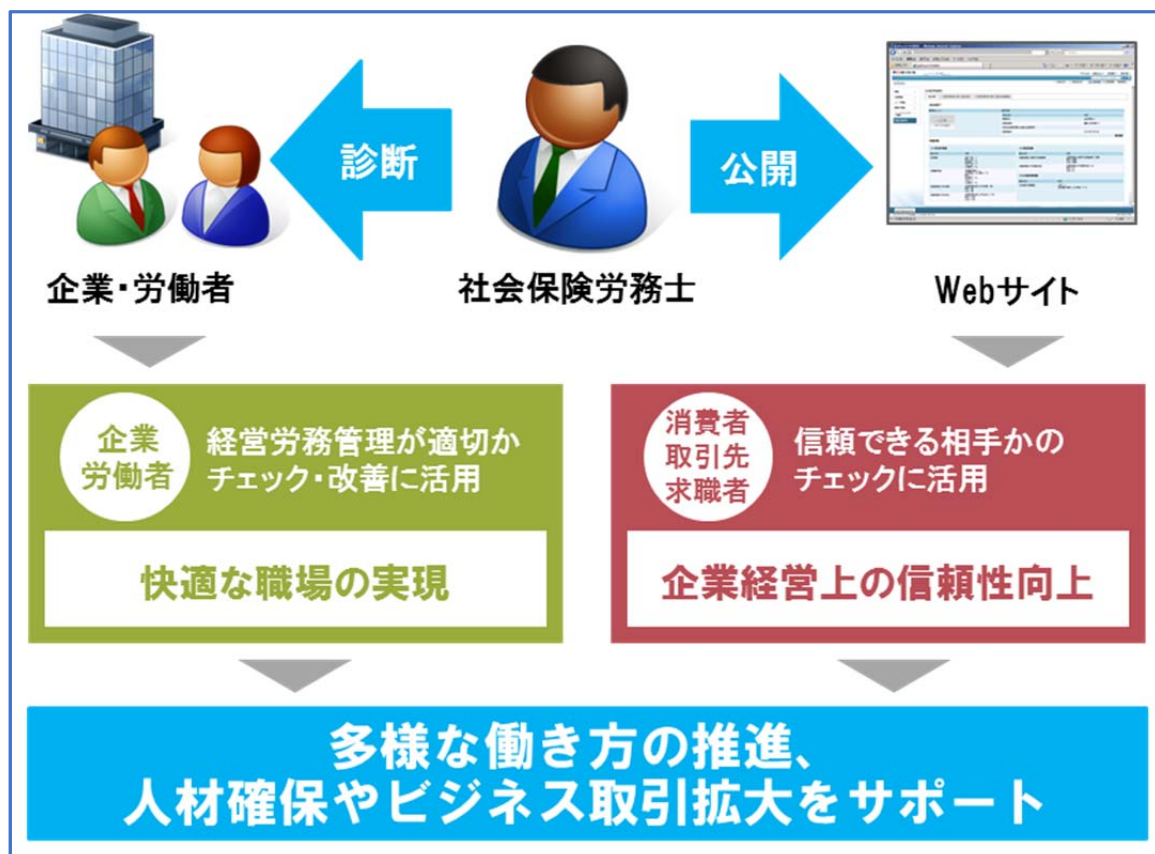 診断
公開
企業・労働者
社会保険労務士
Webサイト
企業
労働者
経営労務管理が適切か
チェック・改善に活用
快適な職場の実現
消費者
取引先
求職者
信頼できる相手かの
チェックに活用
企業経営上の信頼性向上
多様な働き方の推進、
人材確保やビジネス取引拡大をサポート